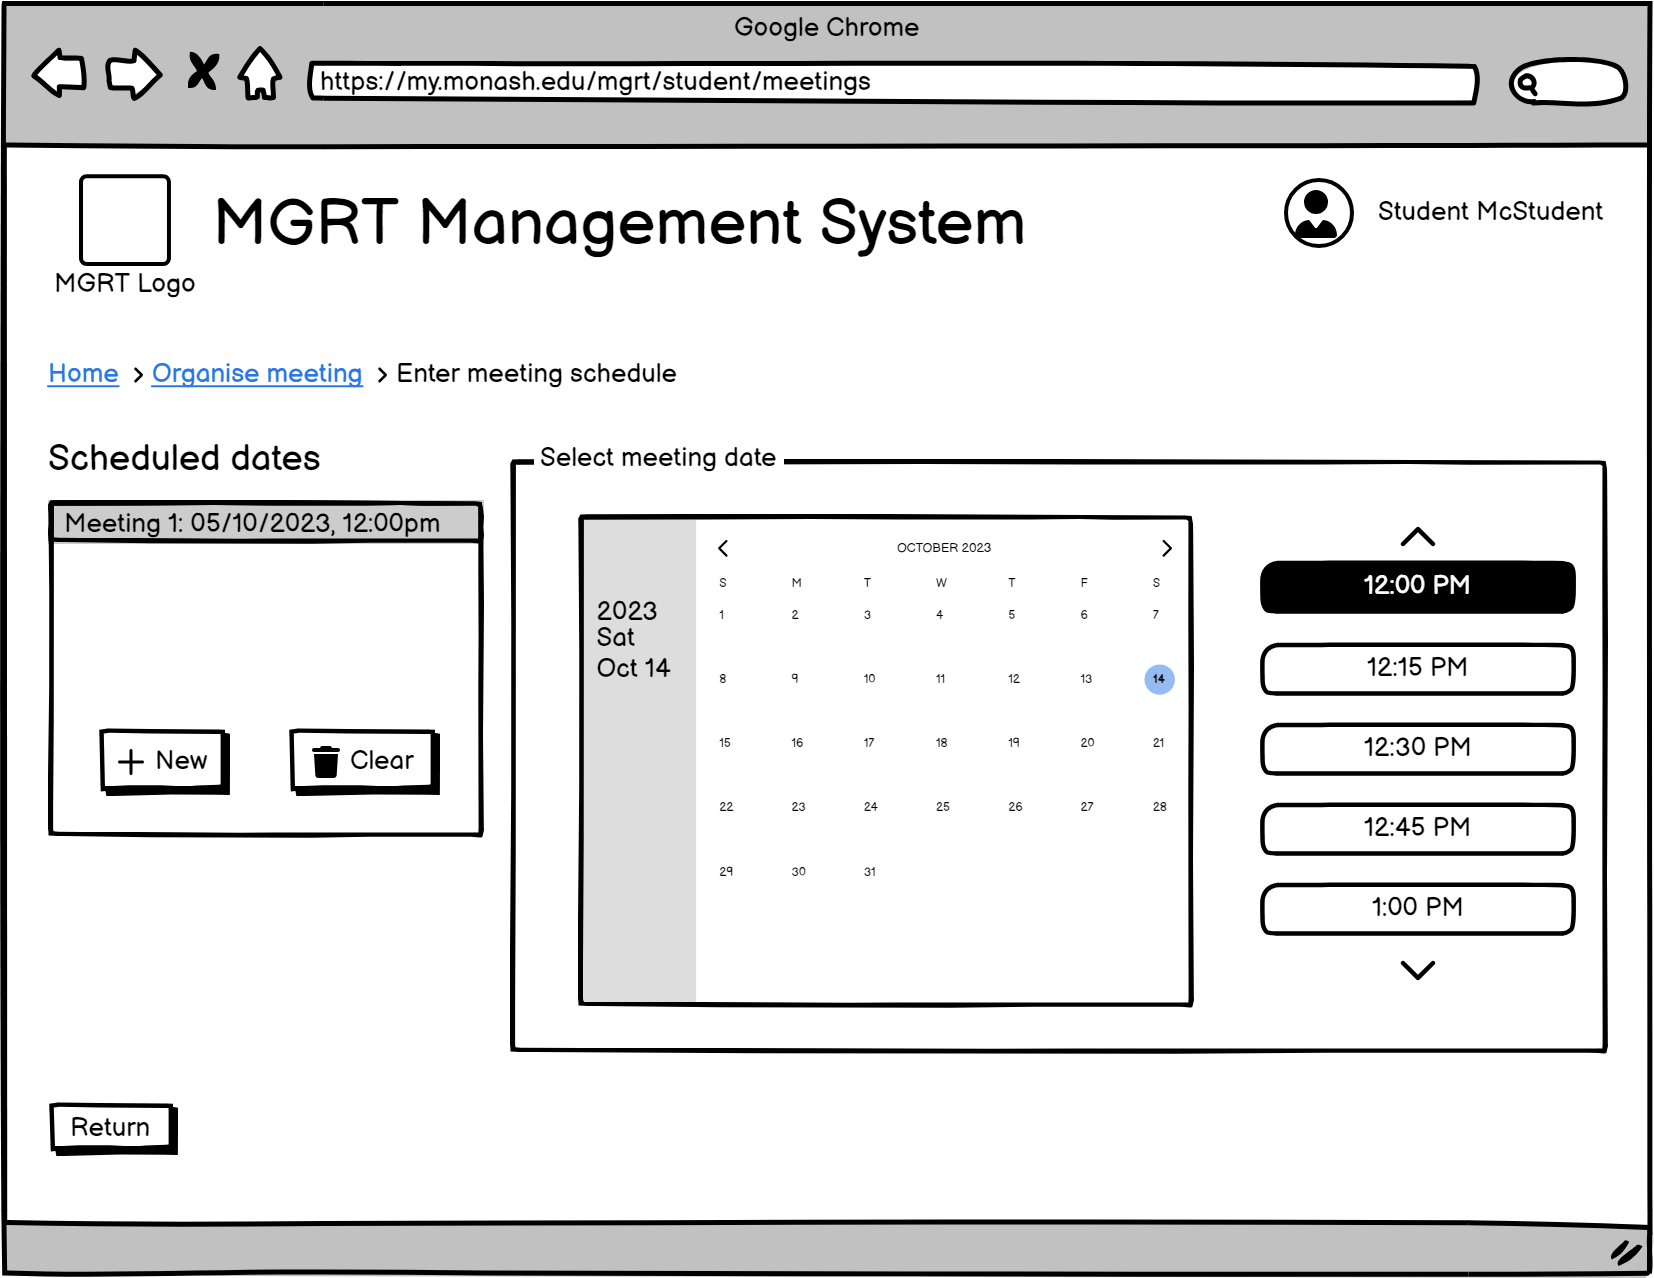 Google Chrome
https://my.monash.edu/mgrt/student/meetings
MGRT Management System
Student McStudent
MGRT Logo
Home > Organise meeting > Enter meeting schedule
Scheduled dates
Meeting 1: 05/10/2023, 12:00pm
+ New
Clear
Select meeting date
2023
Sat
Oct 14
OCTOBER 2023
S M T W T F S
1 2 3 4 5 6 7
8 9 10 11 12 13 14
15 16 17 18 19 20 21
22 23 24 25 26 27 28
29 30 31
12:00 PM
12:15 PM
12:30 PM
12:45 PM
1:00 PM
Return